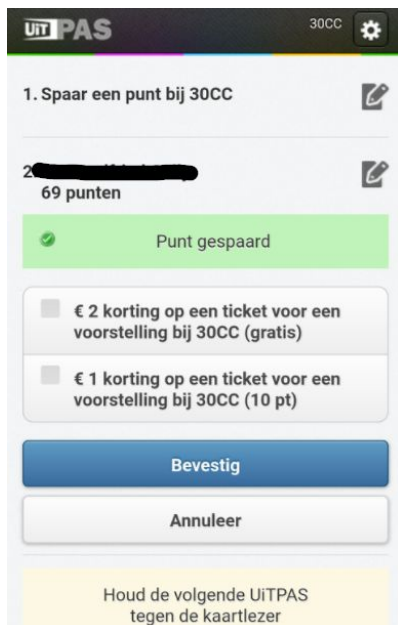 UiTPAS
30CC
1. Spaar een punt bij 30CC
2
69 punten
Punt gespaard
€ 2 korting op een ticket voor een
voorstelling bij 30CC (gratis)
€ 1 korting op een ticket voor een
voorstelling bij 30CC (10 pt)
Bevestig
Annuleer
Houd de volgende UiTPAS
tegen de kaartlezer